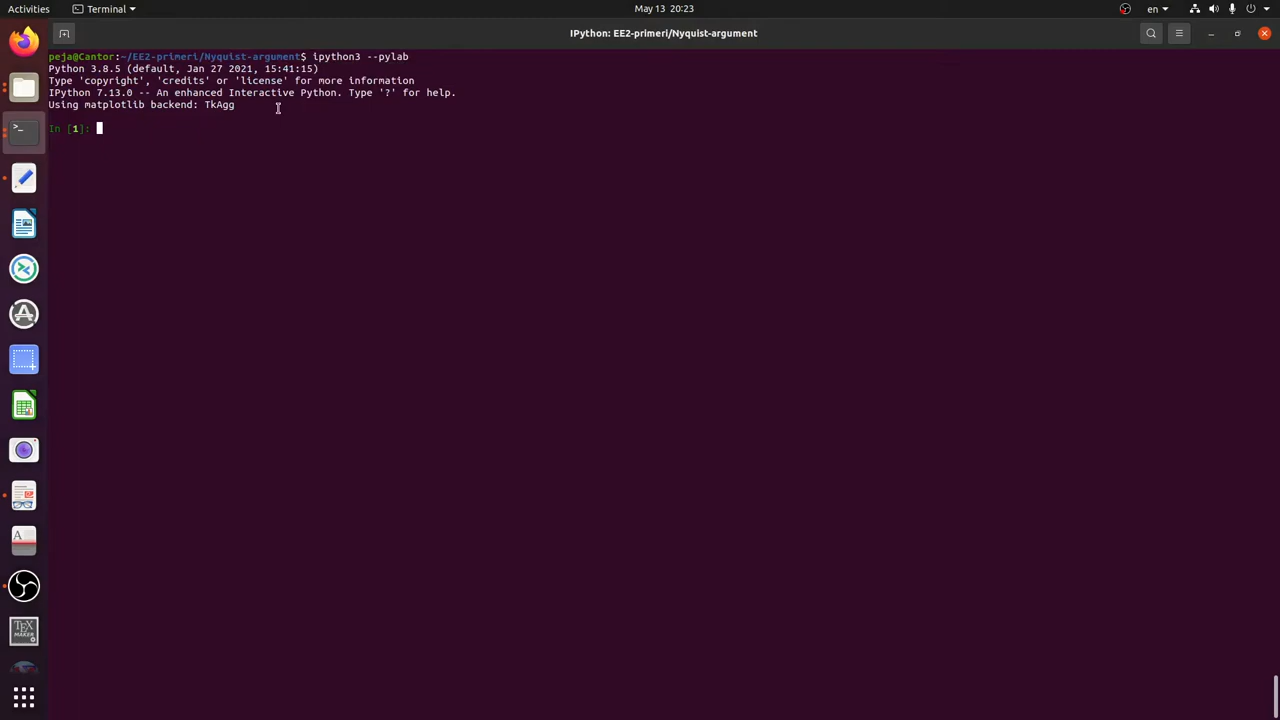 Activities Terminal May 13 20:23 en
IPython: EE2-primeri/Nyquist-argument
peja@Cantor:~/EE2-primeri/Nyquist-argument$ ipython3 --pylab
Python 3.8.5 (default, Jan 27 2021, 15:41:15)
Type 'copyright', 'credits' or 'license' for more information
IPython 7.13.0 -- An enhanced Interactive Python. Type '?' for help.
Using matplotlib backend: TkAgg
In [1]:
A
TEX
MAKER